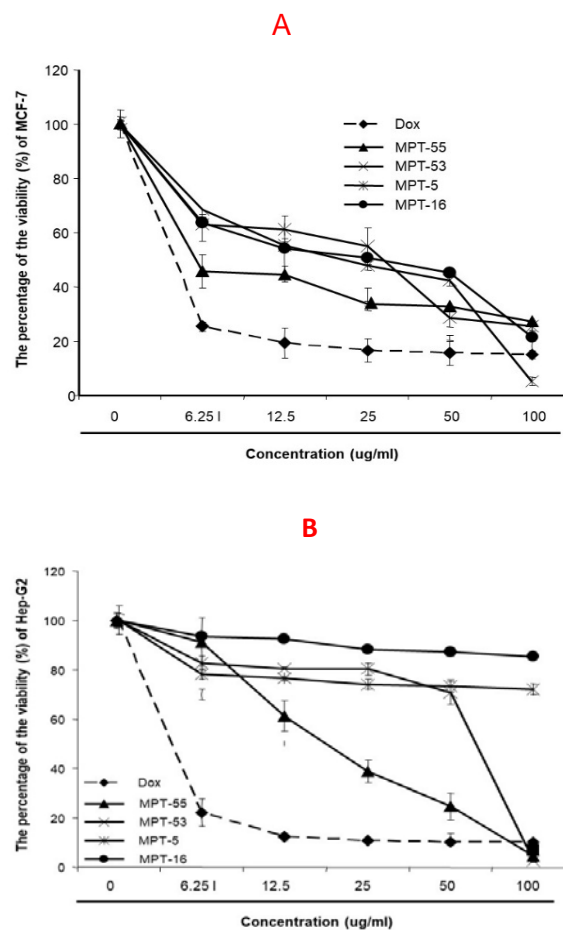 A
The percentage of the viability (%) of MCF-7
120
100
80
60
40
20
0
Dox
MPT-55
MPT-53
MPT-5
MPT-16
0 6.25 l 12.5 25 50 100
Concentration (ug/ml)
B
The percentage of the viability (%) of Hep-G2
120
100
80
60
40
20
0
Dox
MPT-55
MPT-53
MPT-5
MPT-16
0 6.25 l 12.5 25 50 100
Concentration (ug/ml)